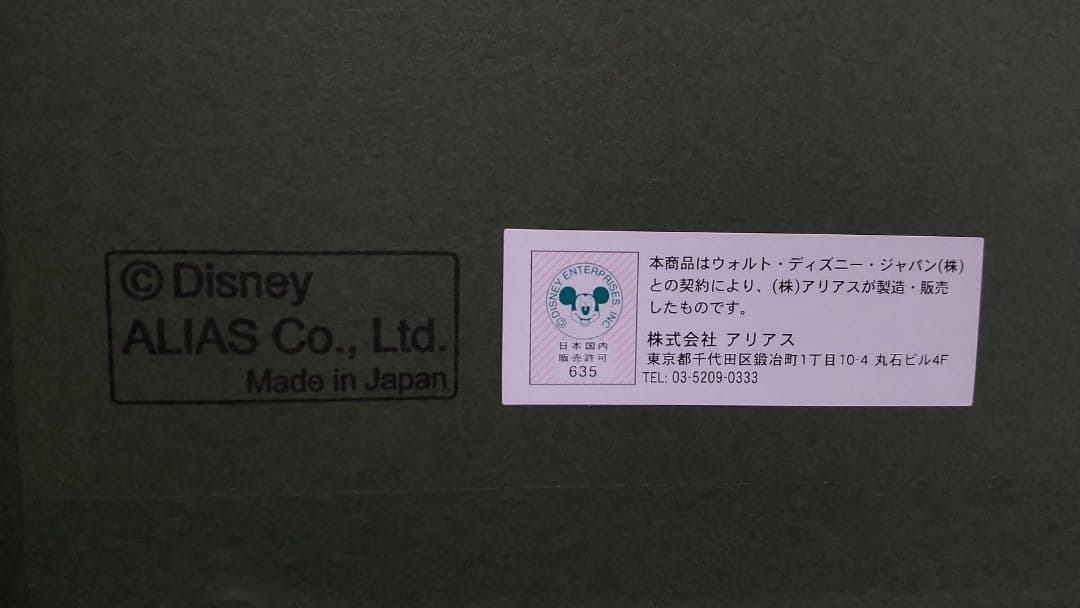 © Disney
ALIAS Co., Ltd.
Made in Japan
© DISNEY ENTERPRISES INC
日本国内
販売許可
635
本商品はウォルト・ディズニー・ジャパン(株)
との契約により、(株)アリアスが製造・販売
したものです。
株式会社 アリアス
東京都千代田区鍛冶町1丁目10-4 丸石ビル4F
TEL: 03-5209-0333